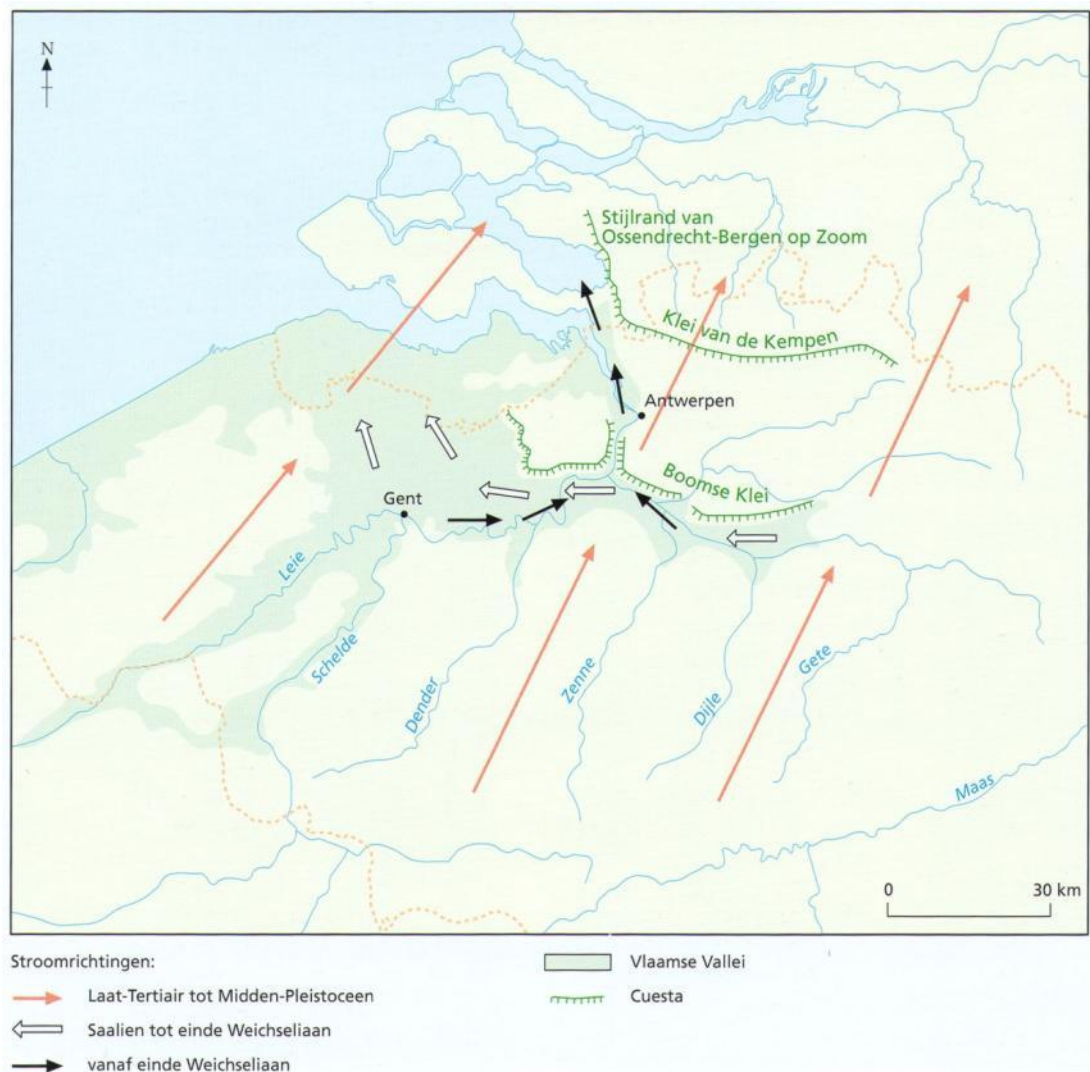 N
Stijlrand van
Ossendrecht-Bergen op Zoom
Klei van de Kempen
Antwerpen
Boomse Klei
Gent
Leie
Schelde
Dender
Zenne
Dijle
Gete
Maas
0 30 km
Stroomrichtingen:
Laat-Tertiair tot Midden-Pleistoceen
Saalien tot einde Weichseliaan
vanaf einde Weichseliaan
Vlaamse Vallei
Cuesta